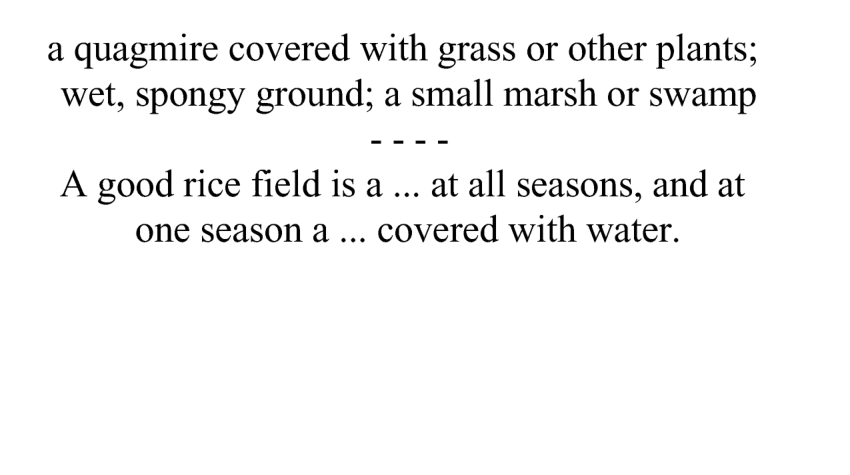 a quagmire covered with grass or other plants;
wet, spongy ground; a small marsh or swamp
- - - -
A good rice field is a ... at all seasons, and at
one season a ... covered with water.